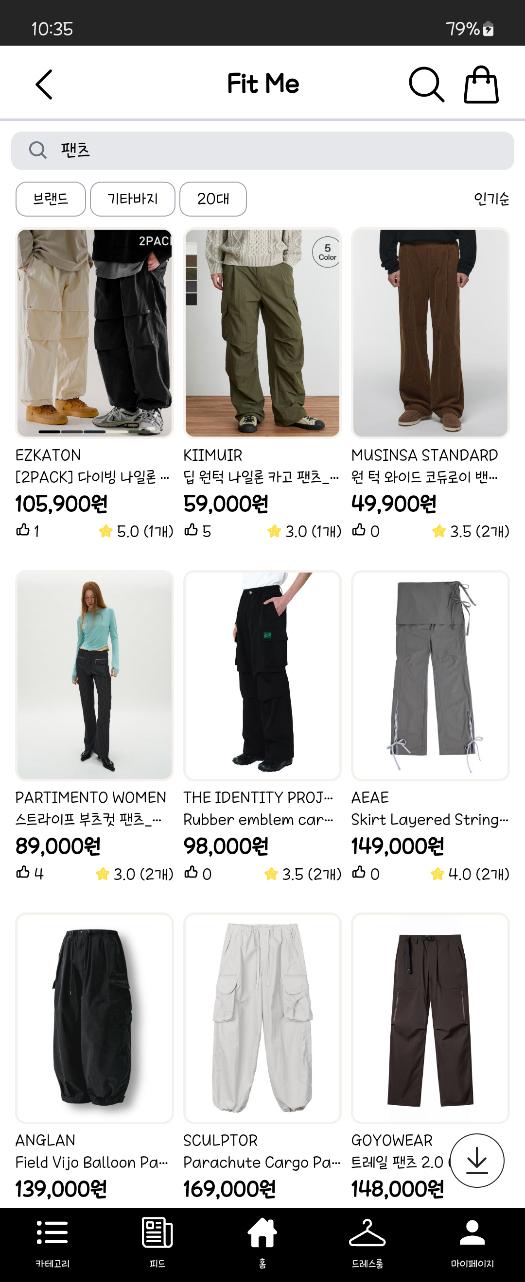 10:35
79%
Fit Me
팬츠
브랜드 기타바지 20대 인기순
2PACK
5
Color
EZKATON
[2PACK] 다이빙 나일론 ...
105,900원
1 5.0 (1개)
KIIMUIR
딥 원턱 나일론 카고 팬츠_...
59,000원
5 3.0 (1개)
MUSINSA STANDARD
원 턱 와이드 코듀로이 밴...
49,900원
0 3.5 (2개)
PARTIMENTO WOMEN
스트라이프 부츠컷 팬츠_...
89,000원
4 3.0 (2개)
THE IDENTITY PROJ...
Rubber emblem car...
98,000원
0 3.5 (2개)
AEAE
Skirt Layered String...
149,000원
0 4.0 (2개)
ANGLAN
Field Vijo Balloon Pa...
139,000원
SCULPTOR
Parachute Cargo Pa...
169,000원
GOYOWEAR
트레일 팬츠 2.0
148,000원
카테고리 피드 홈 드레스룸 마이페이지